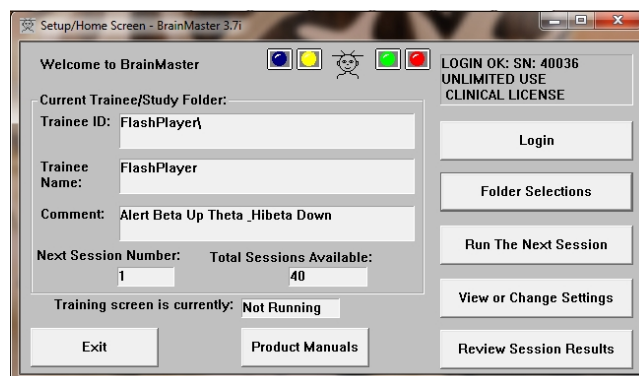 Setup/Home Screen - BrainMaster 3.7i
Welcome to BrainMaster
LOGIN OK: SN: 40036
UNLIMITED USE
CLINICAL LICENSE
Current Trainee/Study Folder:
Trainee ID: FlashPlayer\
Trainee Name: FlashPlayer
Comment: Alert Beta Up Theta _Hibeta Down
Next Session Number: Total Sessions Available:
1 40
Training screen is currently: Not Running
Exit
Product Manuals
Login
Folder Selections
Run The Next Session
View or Change Settings
Review Session Results